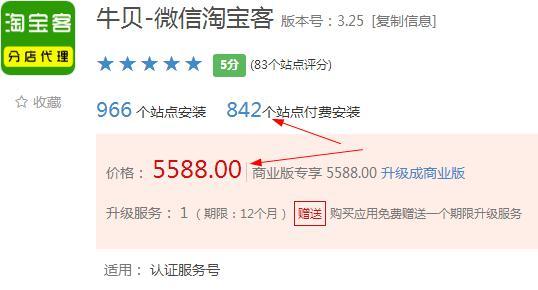 淘宝客
分店代理
☆ 收藏
牛贝-微信淘宝客 版本号：3.25 [复制信息]
★★★★★ 5分 (83个站点评分)
966 个站点安装 842个站点付费安装
价格： 5588.00 商业版专享 5588.00 升级成商业版
升级服务： 1 （ 期限：12个月 ） 赠送 购买应用免费赠送一个期限升级服务
适用： 认证服务号